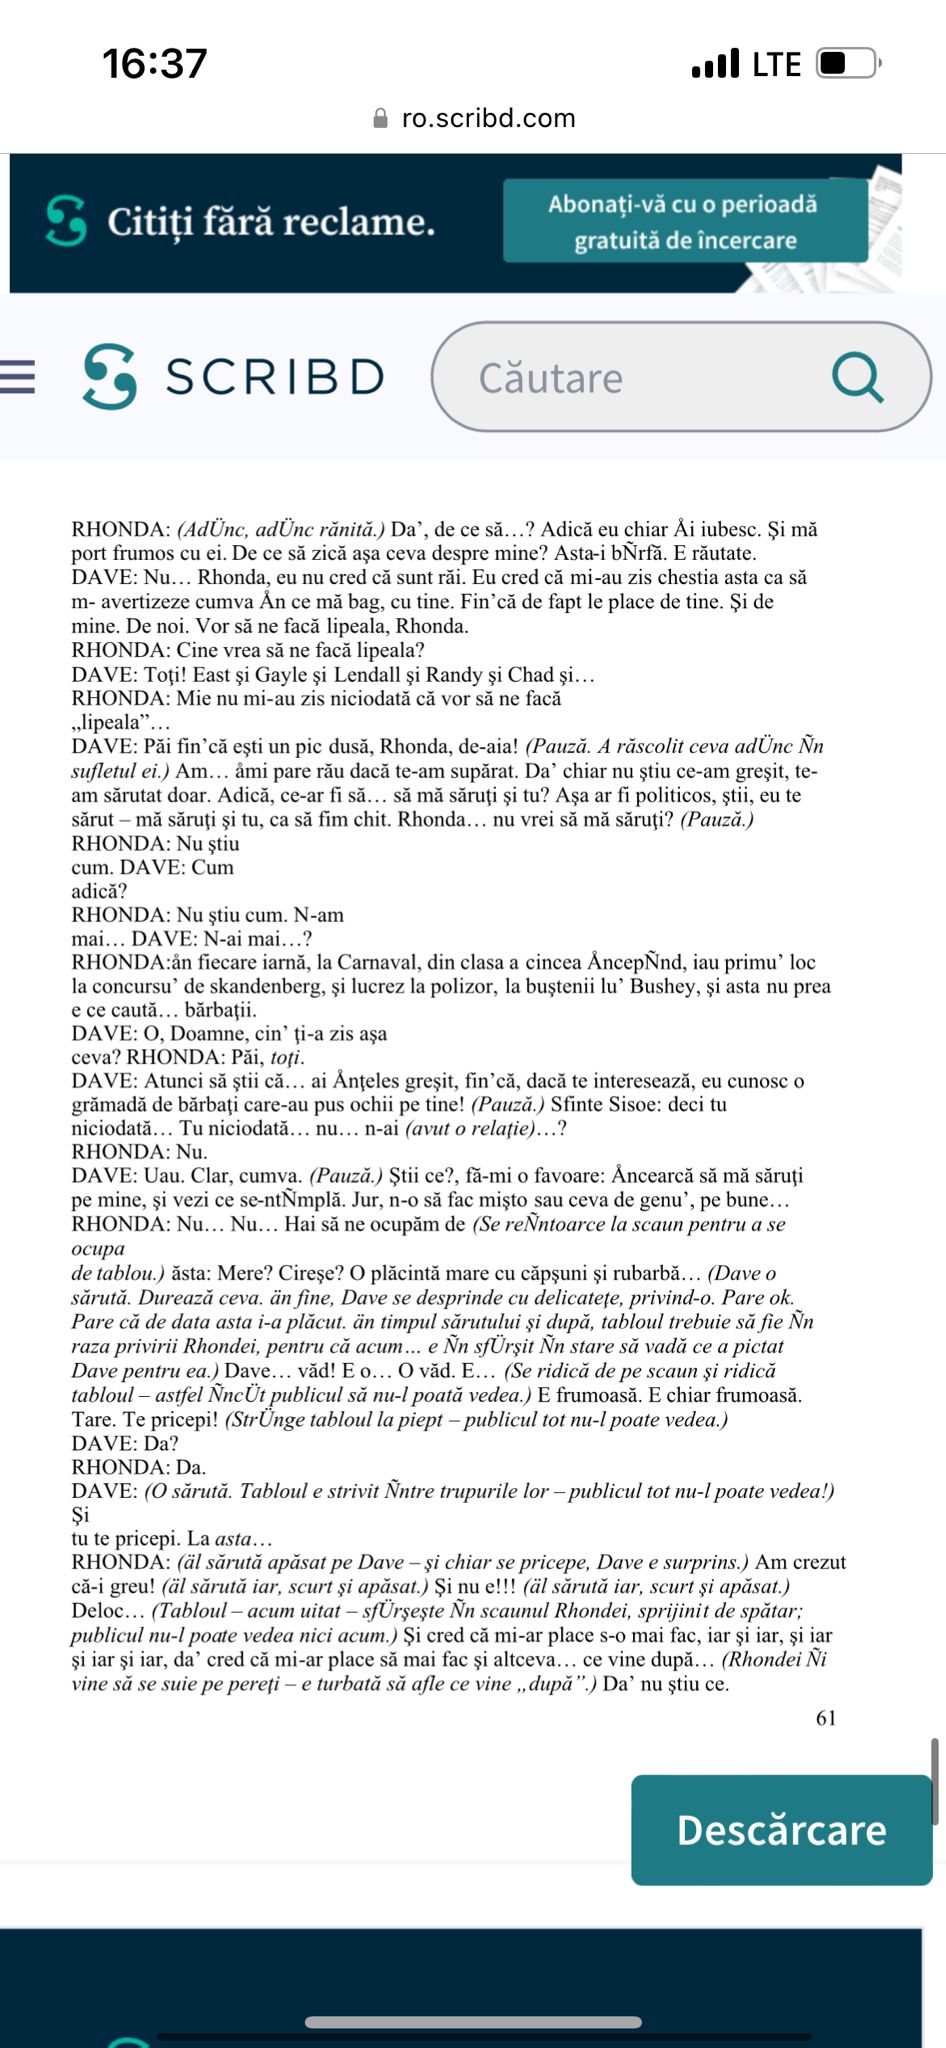 16:37
LTE
ro.scribd.com
Citiți fără reclame.
Abonați-vă cu o perioadă
gratuită de încercare
SCRIBD
Căutare
RHONDA: (AdÜnc, adÜnc rănită.) Da’, de ce să…? Adică eu chiar Åi iubesc. Şi mă
port frumos cu ei. De ce să zică aşa ceva despre mine? Asta-i bÑrfă. E răutate.
DAVE: Nu… Rhonda, eu nu cred că sunt răi. Eu cred că mi-au zis chestia asta ca să
m- avertizeze cumva Ån ce mă bag, cu tine. Fin’că de fapt le place de tine. Şi de
mine. De noi. Vor să ne facă lipeala, Rhonda.
RHONDA: Cine vrea să ne facă lipeala?
DAVE: Toţi! East şi Gayle şi Lendall şi Randy şi Chad şi…
RHONDA: Mie nu mi-au zis niciodată că vor să ne facă
„lipeala”…
DAVE: Păi fin’că eşti un pic dusă, Rhonda, de-aia! (Pauză. A răscolit ceva adÜnc Ñn
sufletul ei.) Am… åmi pare rău dacă te-am supărat. Da’ chiar nu ştiu ce-am greşit, te-
am sărutat doar. Adică, ce-ar fi să… să mă săruţi şi tu? Aşa ar fi politicos, ştii, eu te
sărut – mă săruţi şi tu, ca să fim chit. Rhonda… nu vrei să mă săruţi? (Pauză.)
RHONDA: Nu ştiu
cum. DAVE: Cum
adică?
RHONDA: Nu ştiu cum. N-am
mai… DAVE: N-ai mai…?
RHONDA:ån fiecare iarnă, la Carnaval, din clasa a cincea ÅncepÑnd, iau primu’ loc
la concursu’ de skandenberg, şi lucrez la polizor, la buştenii lu’ Bushey, şi asta nu prea
e ce caută… bărbaţii.
DAVE: O, Doamne, cin’ ţi-a zis aşa
ceva? RHONDA: Păi, toţi.
DAVE: Atunci să ştii că… ai Ånţeles greşit, fin’că, dacă te interesează, eu cunosc o
grămadă de bărbaţi care-au pus ochii pe tine! (Pauză.) Sfinte Sisoe: deci tu
niciodată… Tu niciodată… nu… n-ai (avut o relaţie)…?
RHONDA: Nu.
DAVE: Uau. Clar, cumva. (Pauză.) Ştii ce?, fă-mi o favoare: Åncearcă să mă săruţi
pe mine, şi vezi ce se-ntÑmplă. Jur, n-o să fac mişto sau ceva de genu’, pe bune…
RHONDA: Nu… Nu… Hai să ne ocupăm de (Se reÑntoarce la scaun pentru a se
ocupa
de tablou.) ăsta: Mere? Cireşe? O plăcintă mare cu căpşuni şi rubarbă… (Dave o
sărută. Durează ceva. än fine, Dave se desprinde cu delicateţe, privind-o. Pare ok.
Pare că de data asta i-a plăcut. än timpul sărutului şi după, tabloul trebuie să fie Ñn
raza privirii Rhondei, pentru că acum… e Ñn sfÜrşit Ñn stare să vadă ce a pictat
Dave pentru ea.) Dave… văd! E o… O văd. E… (Se ridică de pe scaun şi ridică
tabloul – astfel ÑncÜt publicul să nu-l poată vedea.) E frumoasă. E chiar frumoasă.
Tare. Te pricepi! (StrÜnge tabloul la piept – publicul tot nu-l poate vedea.)
DAVE: Da?
RHONDA: Da.
DAVE: (O sărută. Tabloul e strivit Ñntre trupurile lor – publicul tot nu-l poate vedea!)
Şi
tu te pricepi. La asta…
RHONDA: (äl sărută apăsat pe Dave – şi chiar se pricepe, Dave e surprins.) Am crezut
că-i greu! (äl sărută iar, scurt şi apăsat.) Şi nu e!!! (äl sărută iar, scurt şi apăsat.)
Deloc… (Tabloul – acum uitat – sfÜrşeşte Ñn scaunul Rhondei, sprijinit de spătar;
publicul nu-l poate vedea nici acum.) Şi cred că mi-ar place s-o mai fac, iar şi iar, şi iar
şi iar şi iar, da’ cred că mi-ar place să mai fac şi altceva… ce vine după… (Rhondei Ñi
vine să se suie pe pereţi – e turbată să afle ce vine „după”.) Da’ nu ştiu ce.
61
Descărcare